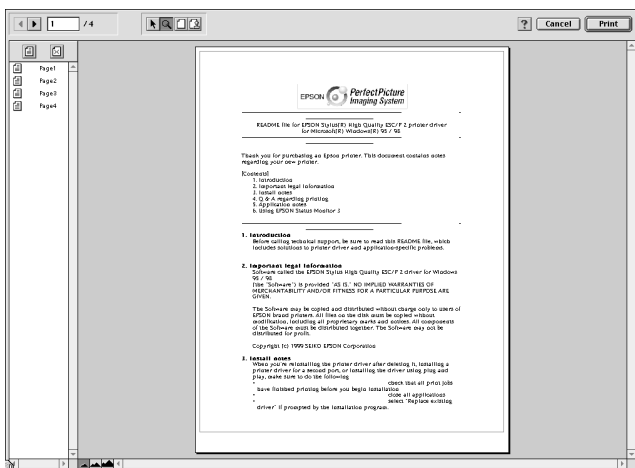 1 /4
? Cancel Print
Page1
Page2
Page3
Page4
EPSON PerfectPicture
Imaging System
README file for EPSON Stylus(R) High Quality ESC/P 2 printer driver
for Microsoft(R) Windows(R) 95 / 98
Thank you for purchasing an Epson printer. This document contains notes
regarding your new printer.
[Contents]
1. Introduction
2. Important legal information
3. Install notes
4. Q & A regarding printing
5. Application notes
6. Using EPSON Status Monitor 3
1. Introduction
Before calling technical support, be sure to read this README file, which
includes solutions to printer driver and application-specific problems.
2. Important legal information
Software called the EPSON Stylus High Quality ESC/P 2 driver for Windows
95 / 98
(the "Software") is provided "AS IS." NO IMPLIED WARRANTIES OF
MERCHANTABILITY AND/OR FITNESS FOR A PARTICULAR PURPOSE ARE
GIVEN.
The Software may be copied and distributed without charge only to users of
EPSON brand printers. All files on the disk must be copied without
modification, including all proprietary marks and notices. All components
of the Software must be distributed together. The Software may not be
distributed for profit.
Copyright (c) 1999 SEIKO EPSON Corporation
3. Install notes
When you're reinstalling the printer driver after deleting it, installing a
printer driver for a second port, or installing the driver using plug and
play, make sure to do the following
* check that all print jobs
have finished printing before you begin installation
* close all applications
* select "Replace existing
driver" if prompted by the installation program.